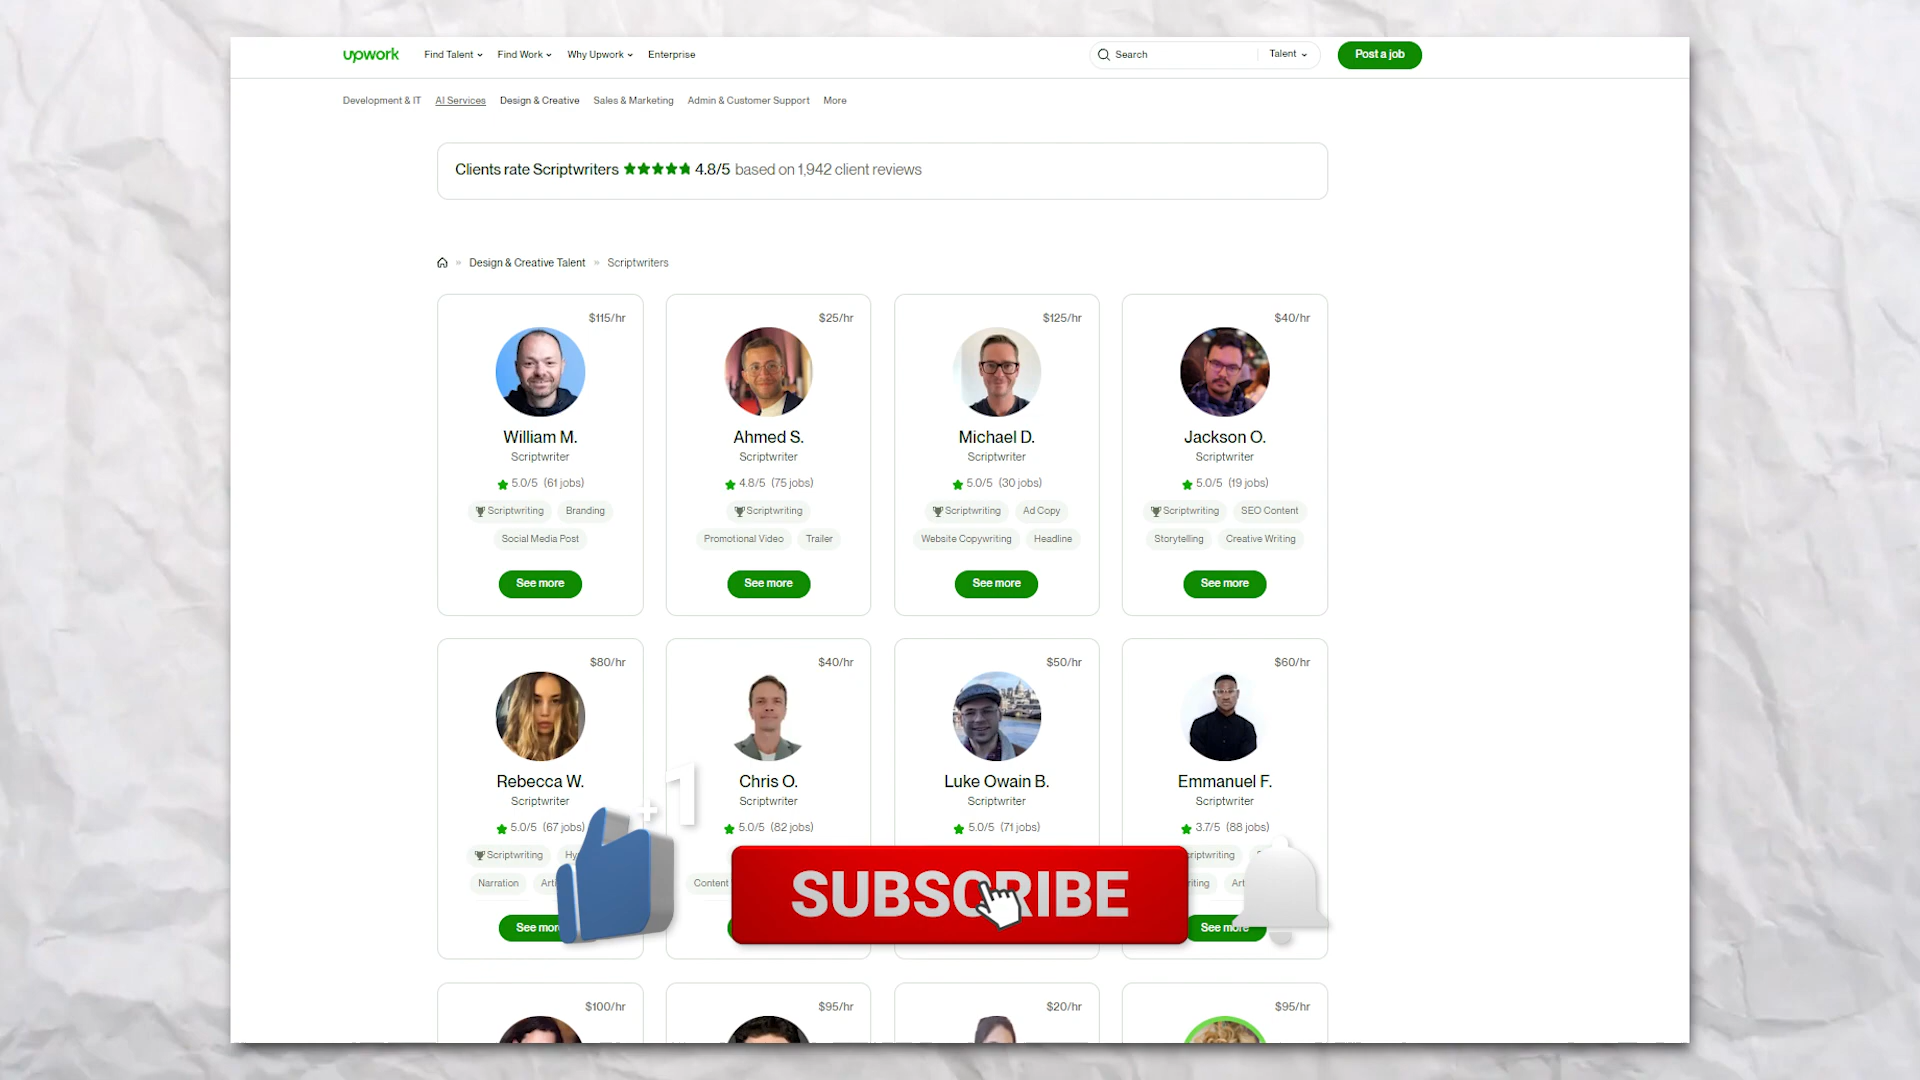 upwork Find Talent Find Work Why Upwork Enterprise Search Talent Post a job
Development & IT AI Services Design & Creative Sales & Marketing Admin & Customer Support More
Clients rate Scriptwriters 4.8/5 based on 1,942 client reviews
» Design & Creative Talent » Scriptwriters
$115/hr
William M.
Scriptwriter
5.0/5 (61 jobs)
Scriptwriting Branding
Social Media Post
See more
$25/hr
Ahmed S.
Scriptwriter
4.8/5 (75 jobs)
Scriptwriting
Promotional Video Trailer
See more
$125/hr
Michael D.
Scriptwriter
5.0/5 (30 jobs)
Scriptwriting Ad Copy
Website Copywriting Headline
See more
$40/hr
Jackson O.
Scriptwriter
5.0/5 (19 jobs)
Scriptwriting SEO Content
Storytelling Creative Writing
See more
$80/hr
Rebecca W.
Scriptwriter
5.0/5 (67 jobs)
Scriptwriting
Narration
See more
+1
$40/hr
Chris O.
Scriptwriter
5.0/5 (82 jobs)
Content
$50/hr
Luke Owain B.
Scriptwriter
5.0/5 (71 jobs)
$60/hr
Emmanuel F.
Scriptwriter
3.7/5 (88 jobs)
See more
SUBSCRIBE
$100/hr
$95/hr
$20/hr
$95/hr